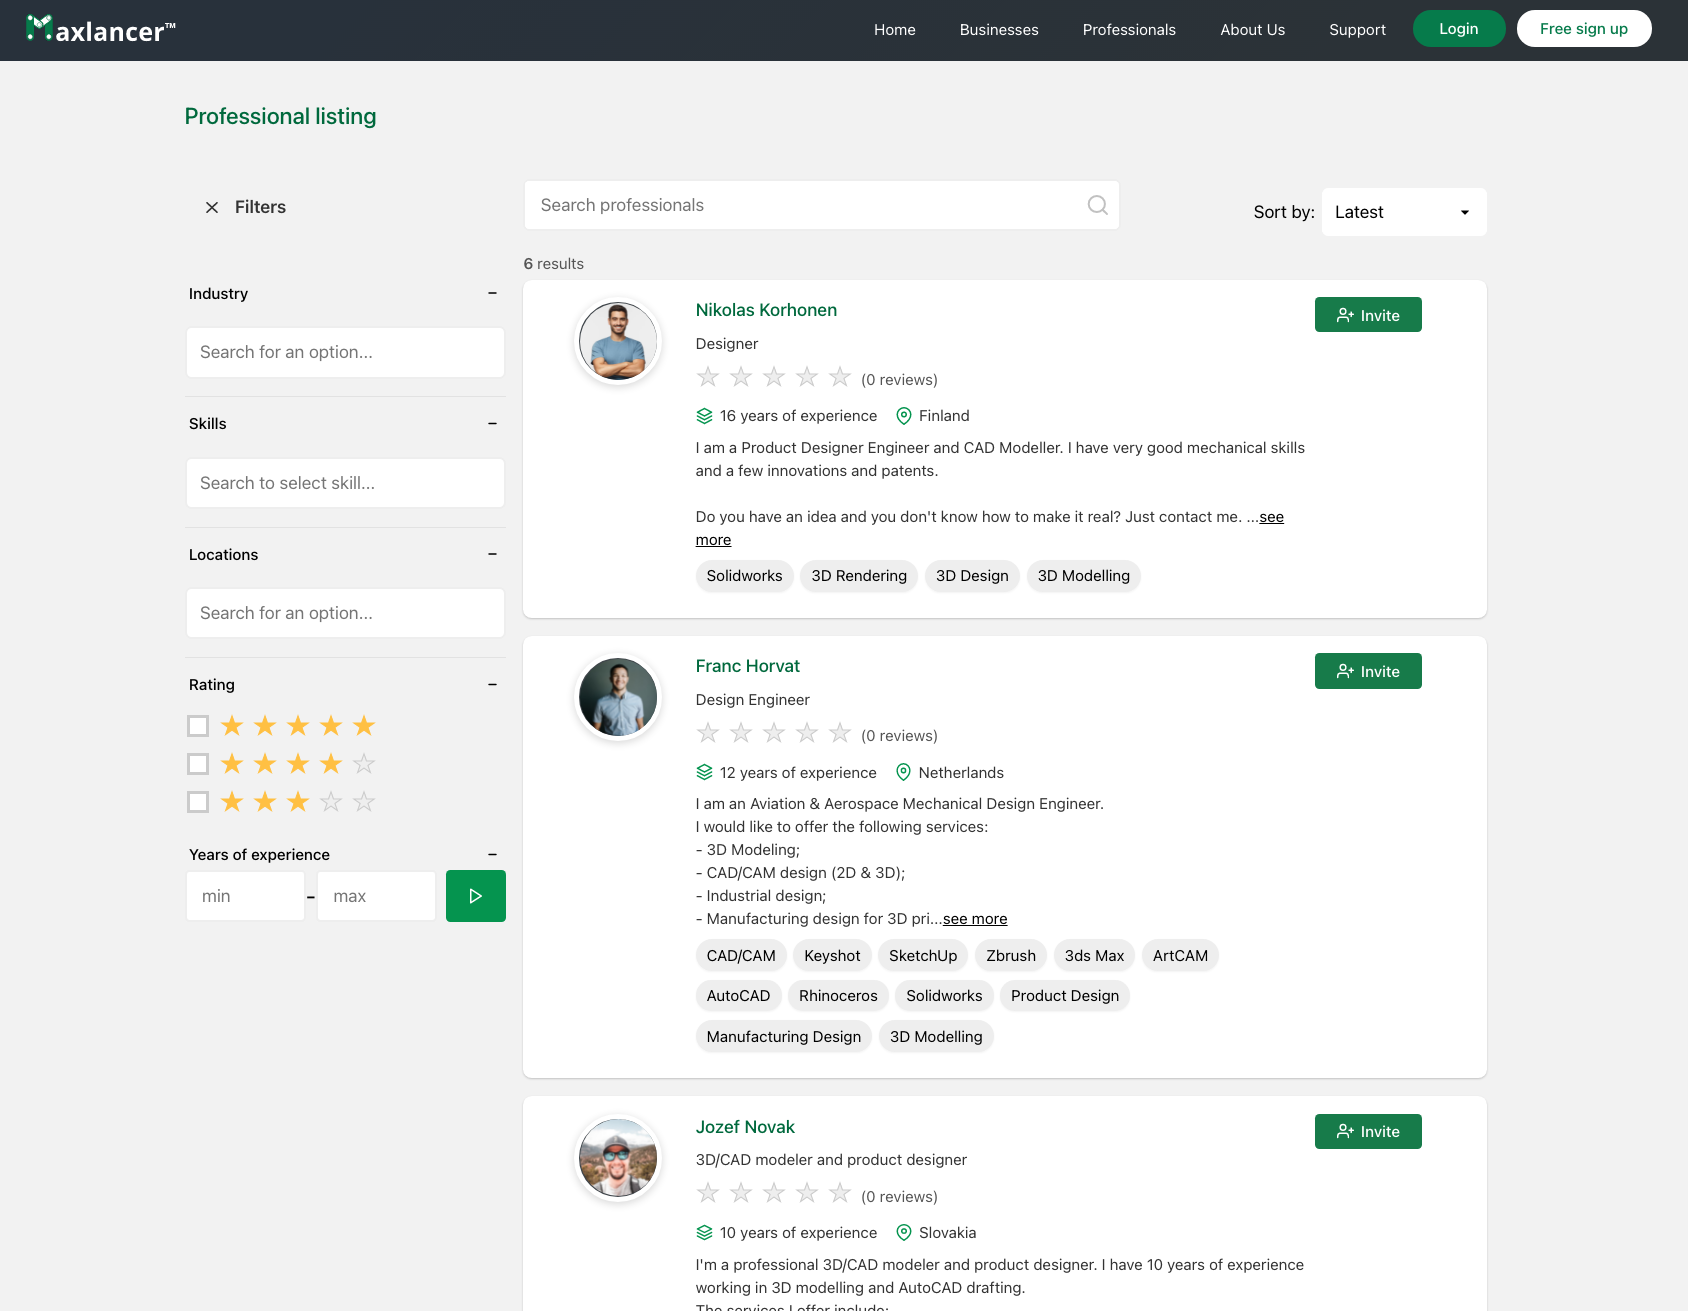 Maxlancer™
Home
Businesses
Professionals
About Us
Support
Login
Free sign up
Professional listing
Filters
Search professionals
Sort by:
Latest
6 results
Industry
Search for an option...
Skills
Search to select skill...
Locations
Search for an option...
Rating
Years of experience
min
–
max
Nikolas Korhonen
Invite
Designer
(0 reviews)
16 years of experience
Finland
I am a Product Designer Engineer and CAD Modeller. I have very good mechanical skills
and a few innovations and patents.
Do you have an idea and you don't know how to make it real? Just contact me. ...see
more
Solidworks
3D Rendering
3D Design
3D Modelling
Franc Horvat
Invite
Design Engineer
(0 reviews)
12 years of experience
Netherlands
I am an Aviation & Aerospace Mechanical Design Engineer.
I would like to offer the following services:
- 3D Modeling;
- CAD/CAM design (2D & 3D);
- Industrial design;
- Manufacturing design for 3D pri...see more
CAD/CAM
Keyshot
SketchUp
Zbrush
3ds Max
ArtCAM
AutoCAD
Rhinoceros
Solidworks
Product Design
Manufacturing Design
3D Modelling
Jozef Novak
Invite
3D/CAD modeler and product designer
(0 reviews)
10 years of experience
Slovakia
I'm a professional 3D/CAD modeler and product designer. I have 10 years of experience
working in 3D modelling and AutoCAD drafting.
The services I offer include: